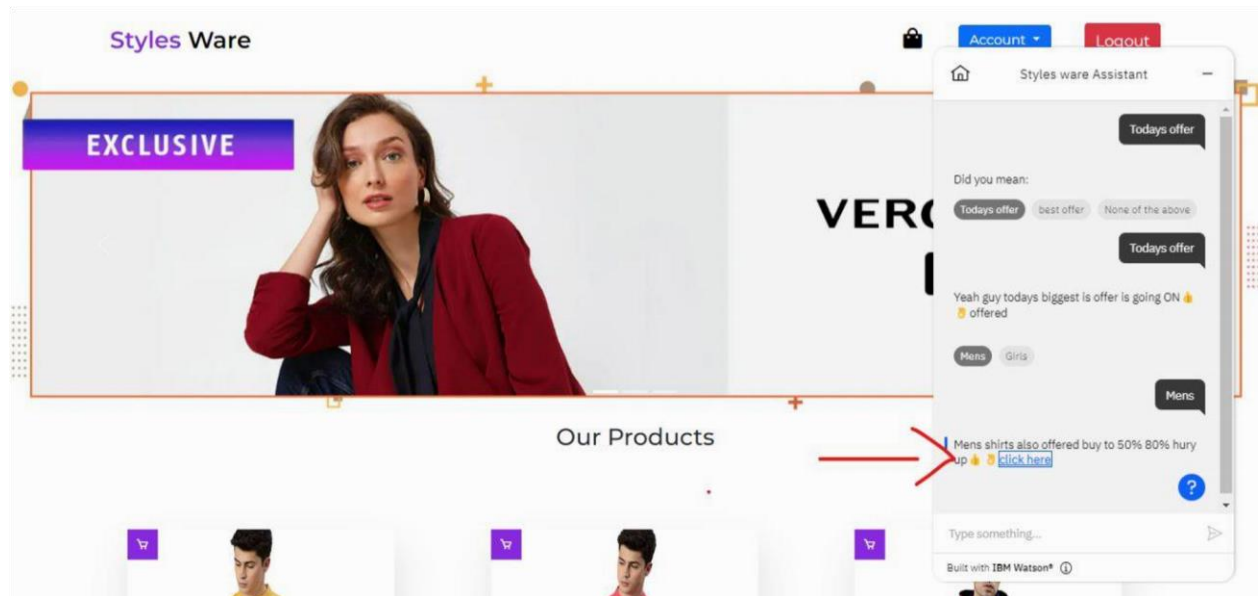 Styles Ware
Account
Logout
EXCLUSIVE
VERO
Our Products
Styles ware Assistant
Todays offer
Did you mean:
Todays offer best offer None of the above
Todays offer
Yeah guy todays biggest is offer is going ON 👍
👌 offered
Mens Girls
Mens
Mens shirts also offered buy to 50% 80% hury
up 👍 👌 click here
?
Type something...
Built with IBM Watson®